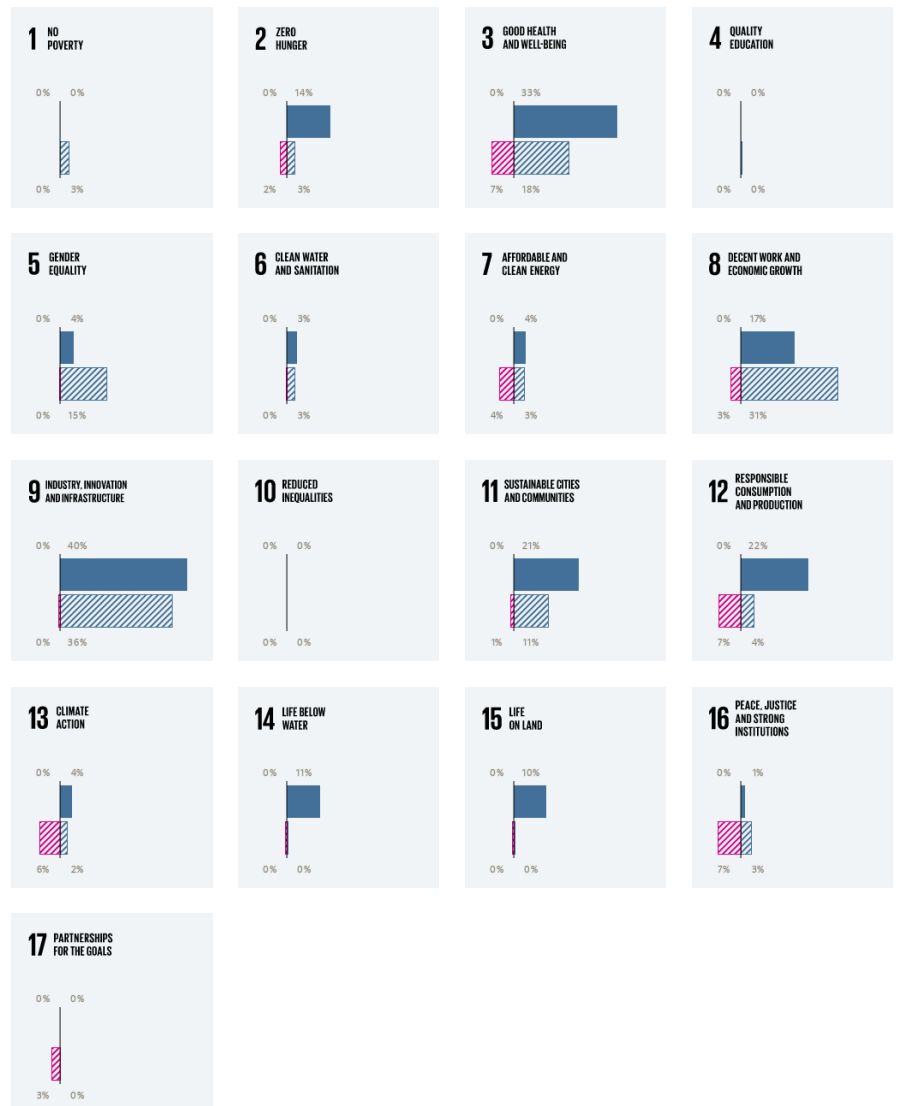 1 NO
POVERTY
0% 0%
0% 3%
2 ZERO
HUNGER
0% 14%
2% 3%
3 GOOD HEALTH
AND WELL-BEING
0% 33%
7% 18%
4 QUALITY
EDUCATION
0% 0%
0% 0%
5 GENDER
EQUALITY
0% 4%
0% 15%
6 CLEAN WATER
AND SANITATION
0% 3%
0% 3%
7 AFFORDABLE AND
CLEAN ENERGY
0% 4%
4% 3%
8 DECENT WORK AND
ECONOMIC GROWTH
0% 17%
3% 31%
9 INDUSTRY, INNOVATION
AND INFRASTRUCTURE
0% 40%
0% 36%
10 REDUCED
INEQUALITIES
0% 0%
0% 0%
11 SUSTAINABLE CITIES
AND COMMUNITIES
0% 21%
1% 11%
12 RESPONSIBLE
CONSUMPTION
AND PRODUCTION
0% 22%
7% 4%
13 CLIMATE
ACTION
0% 4%
6% 2%
14 LIFE BELOW
WATER
0% 11%
0% 0%
15 LIFE
ON LAND
0% 10%
0% 0%
16 PEACE, JUSTICE
AND STRONG
INSTITUTIONS
0% 1%
7% 3%
17 PARTNERSHIPS
FOR THE GOALS
0% 0%
3% 0%